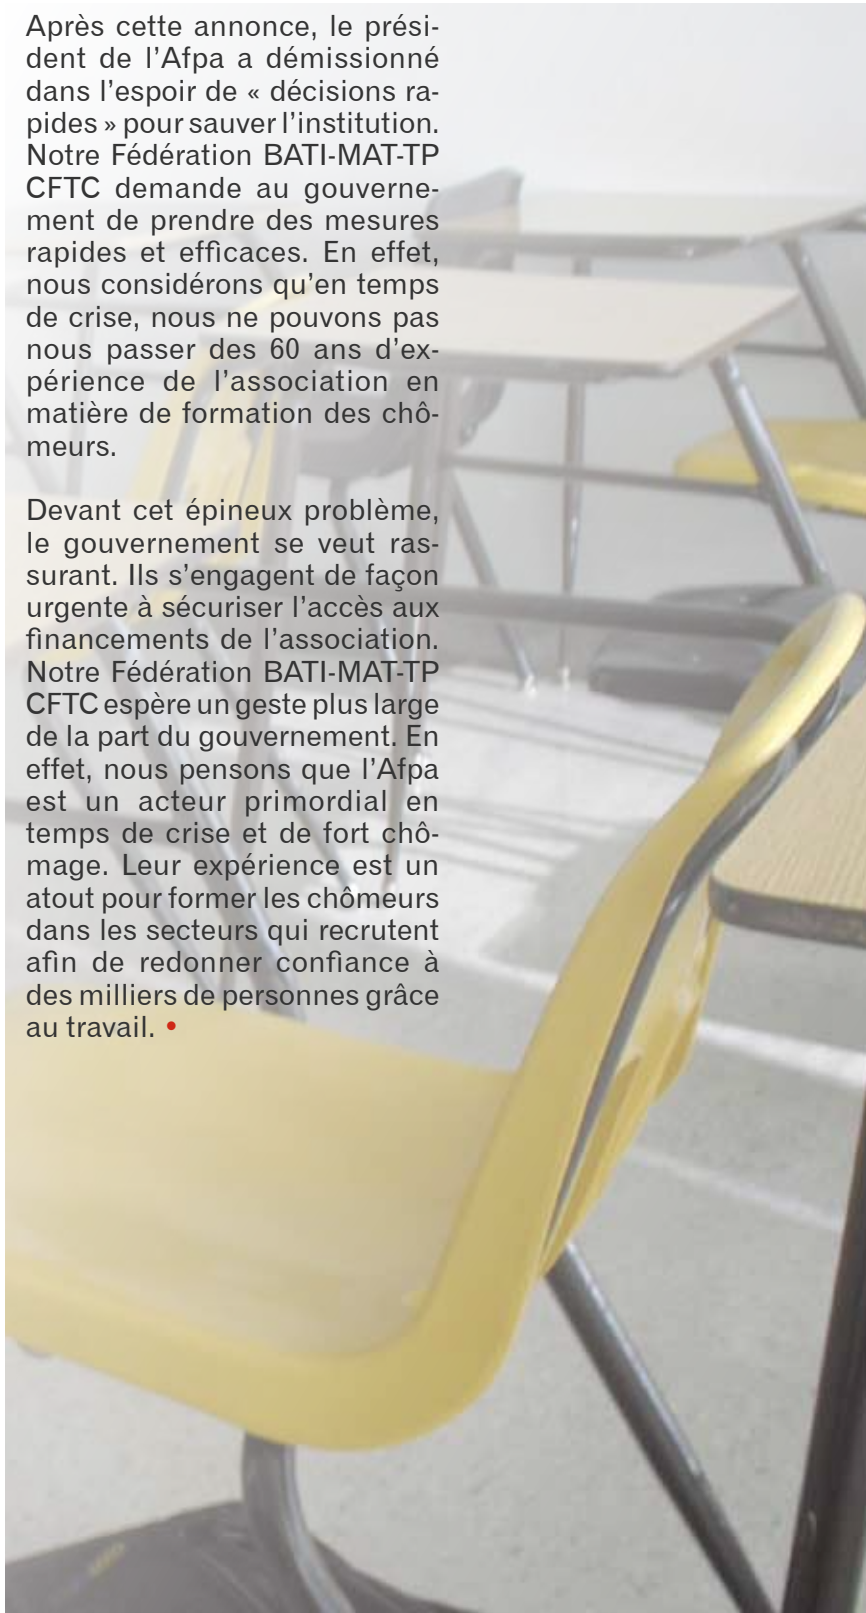 Après cette annonce, le prési-
dent de l'Afpa a démissionné
dans l'espoir de « décisions ra-
pides » pour sauver l'institution.
Notre Fédération BATI-MAT-TP
CFTC demande au gouverne-
ment de prendre des mesures
rapides et efficaces. En effet,
nous considérons qu'en temps
de crise, nous ne pouvons pas
nous passer des 60 ans d'ex-
périence de l'association en
matière de formation des chô-
meurs.

Devant cet épineux problème,
le gouvernement se veut ras-
surant. Ils s'engagent de façon
urgente à sécuriser l'accès aux
financements de l'association.
Notre Fédération BATI-MAT-TP
CFTC espère un geste plus large
de la part du gouvernement. En
effet, nous pensons que l'Afpa
est un acteur primordial en
temps de crise et de fort chô-
mage. Leur expérience est un
atout pour former les chômeurs
dans les secteurs qui recrutent
afin de redonner confiance à
des milliers de personnes grâce
au travail. •